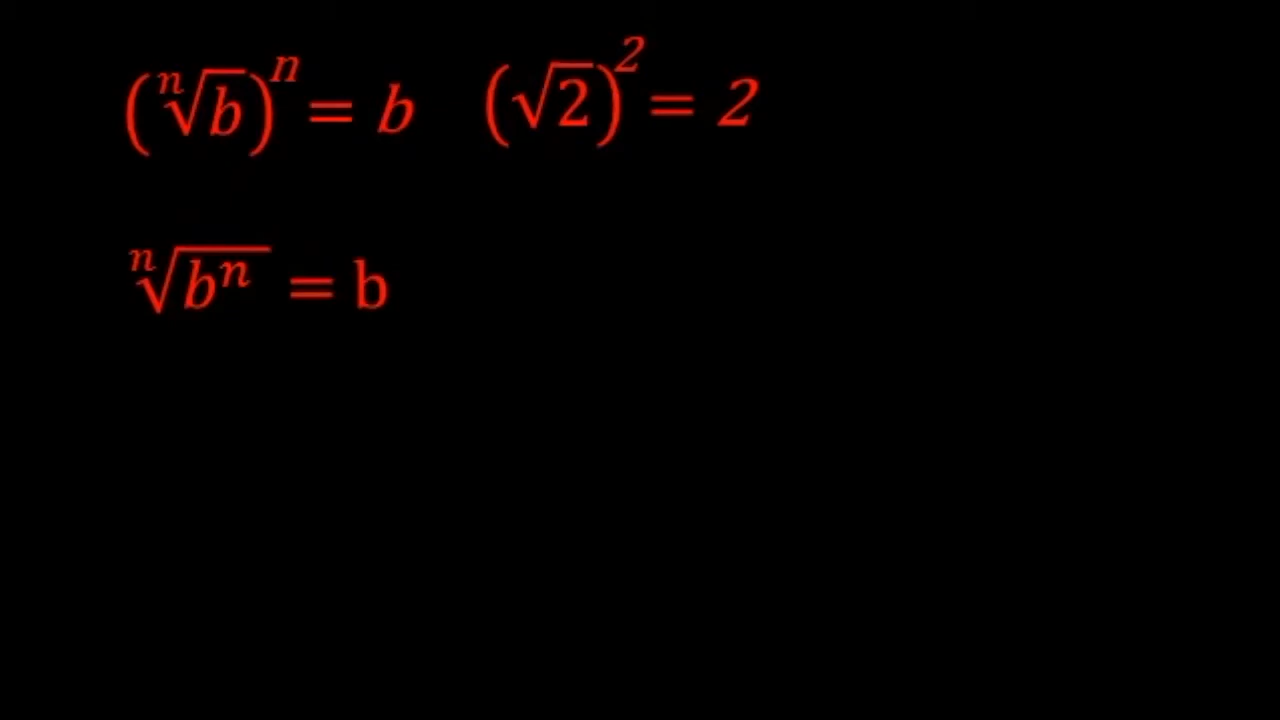 (ⁿ√b)ⁿ = b (√2)² = 2
ⁿ√bⁿ = b